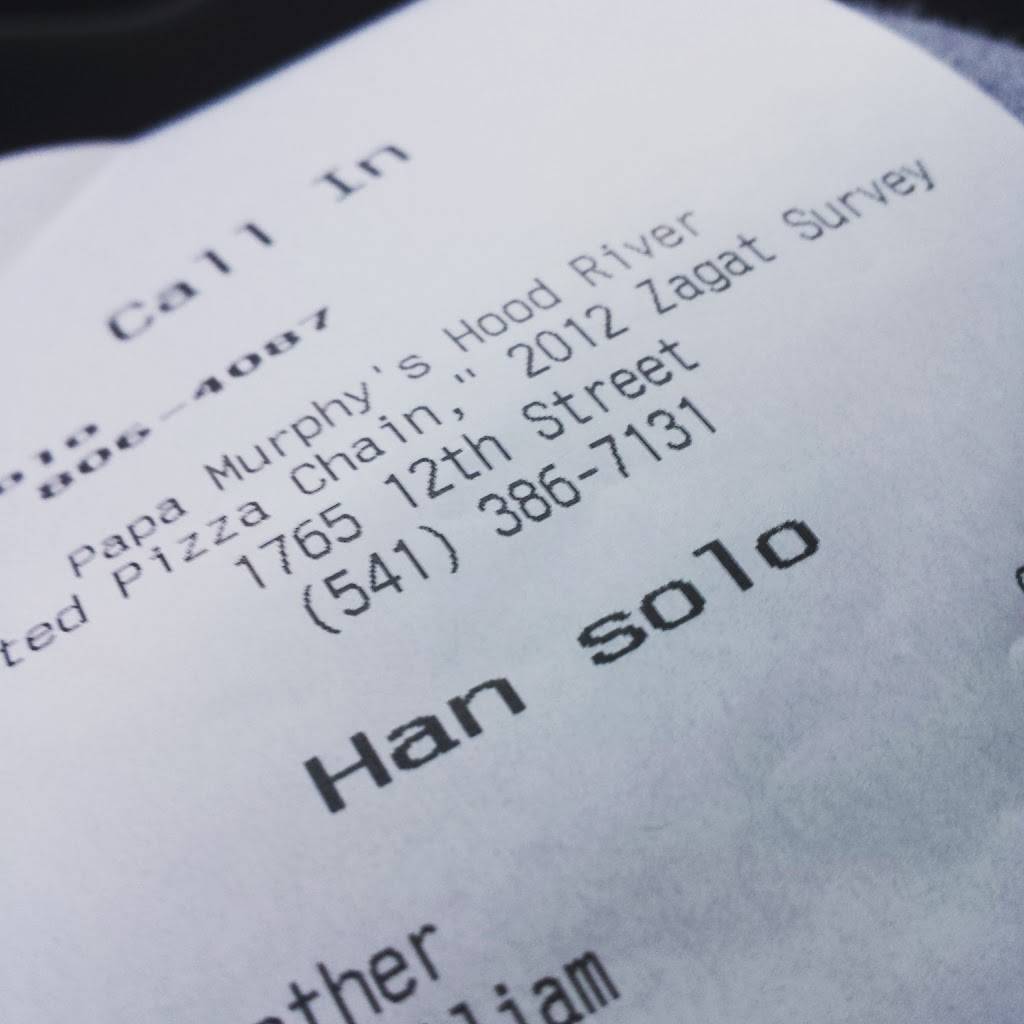 Call In
806-4087
Papa Murphy's Hood River
Pizza Chain," 2012 Zagat Survey
1765 12th Street
(541) 386-7131
Han solo